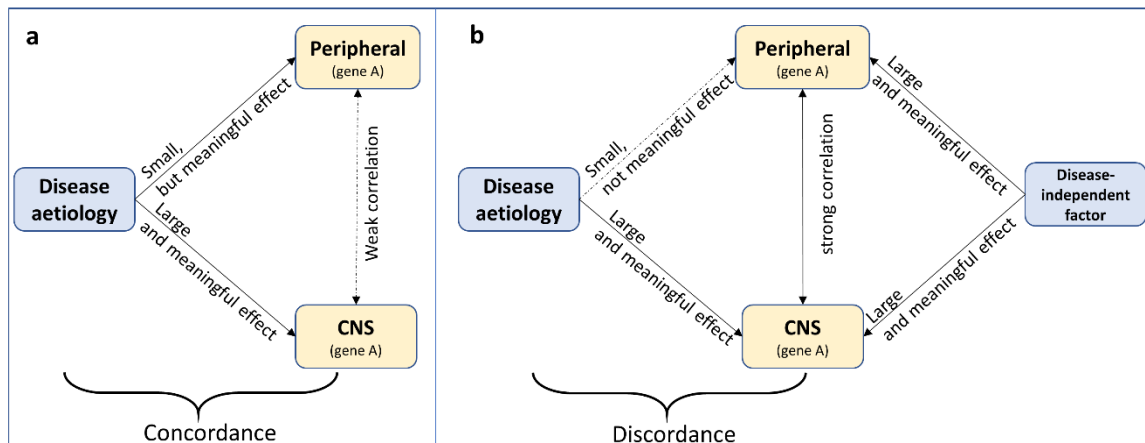 a
Peripheral
(gene A)
Small,
but meaningful effect
Weak correlation
Disease
aetiology
Large
and meaningful effect
CNS
(gene A)
Concordance
b
Peripheral
(gene A)
Small,
not meaningful effect
Large
and meaningful effect
strong correlation
Disease
aetiology
Disease-
independent
factor
Large
and meaningful effect
Large
and meaningful effect
CNS
(gene A)
Discordance